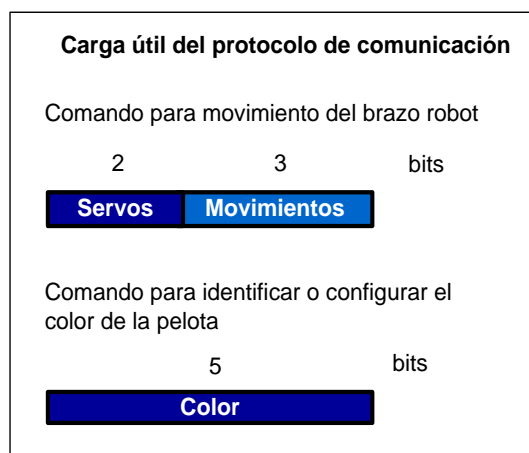 Carga útil del protocolo de comunicación
Comando para movimiento del brazo robot
2 3 bits
Servos Movimientos
Comando para identificar o configurar el
color de la pelota
5 bits
Color